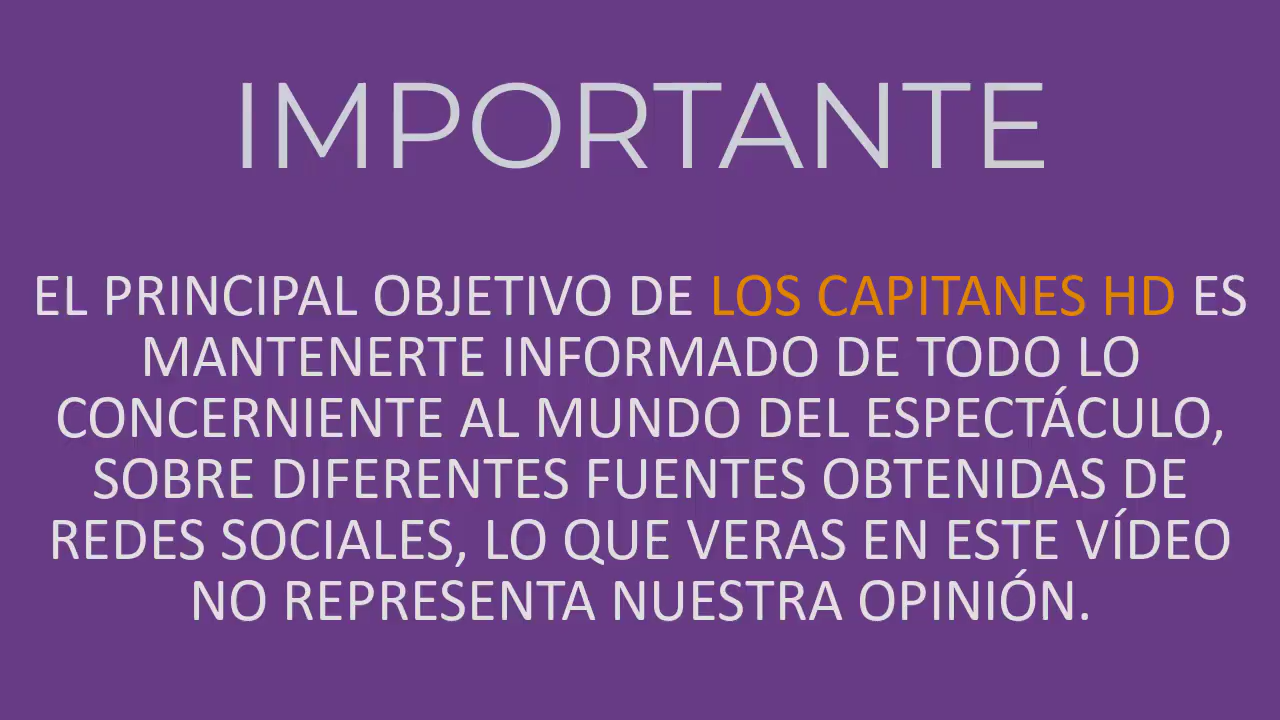 IMPORTANTE
EL PRINCIPAL OBJETIVO DE LOS CAPITANES HD ES
MANTENERTE INFORMADO DE TODO LO
CONCERNIENTE AL MUNDO DEL ESPECTÁCULO,
SOBRE DIFERENTES FUENTES OBTENIDAS DE
REDES SOCIALES, LO QUE VERAS EN ESTE VÍDEO
NO REPRESENTA NUESTRA OPINIÓN.